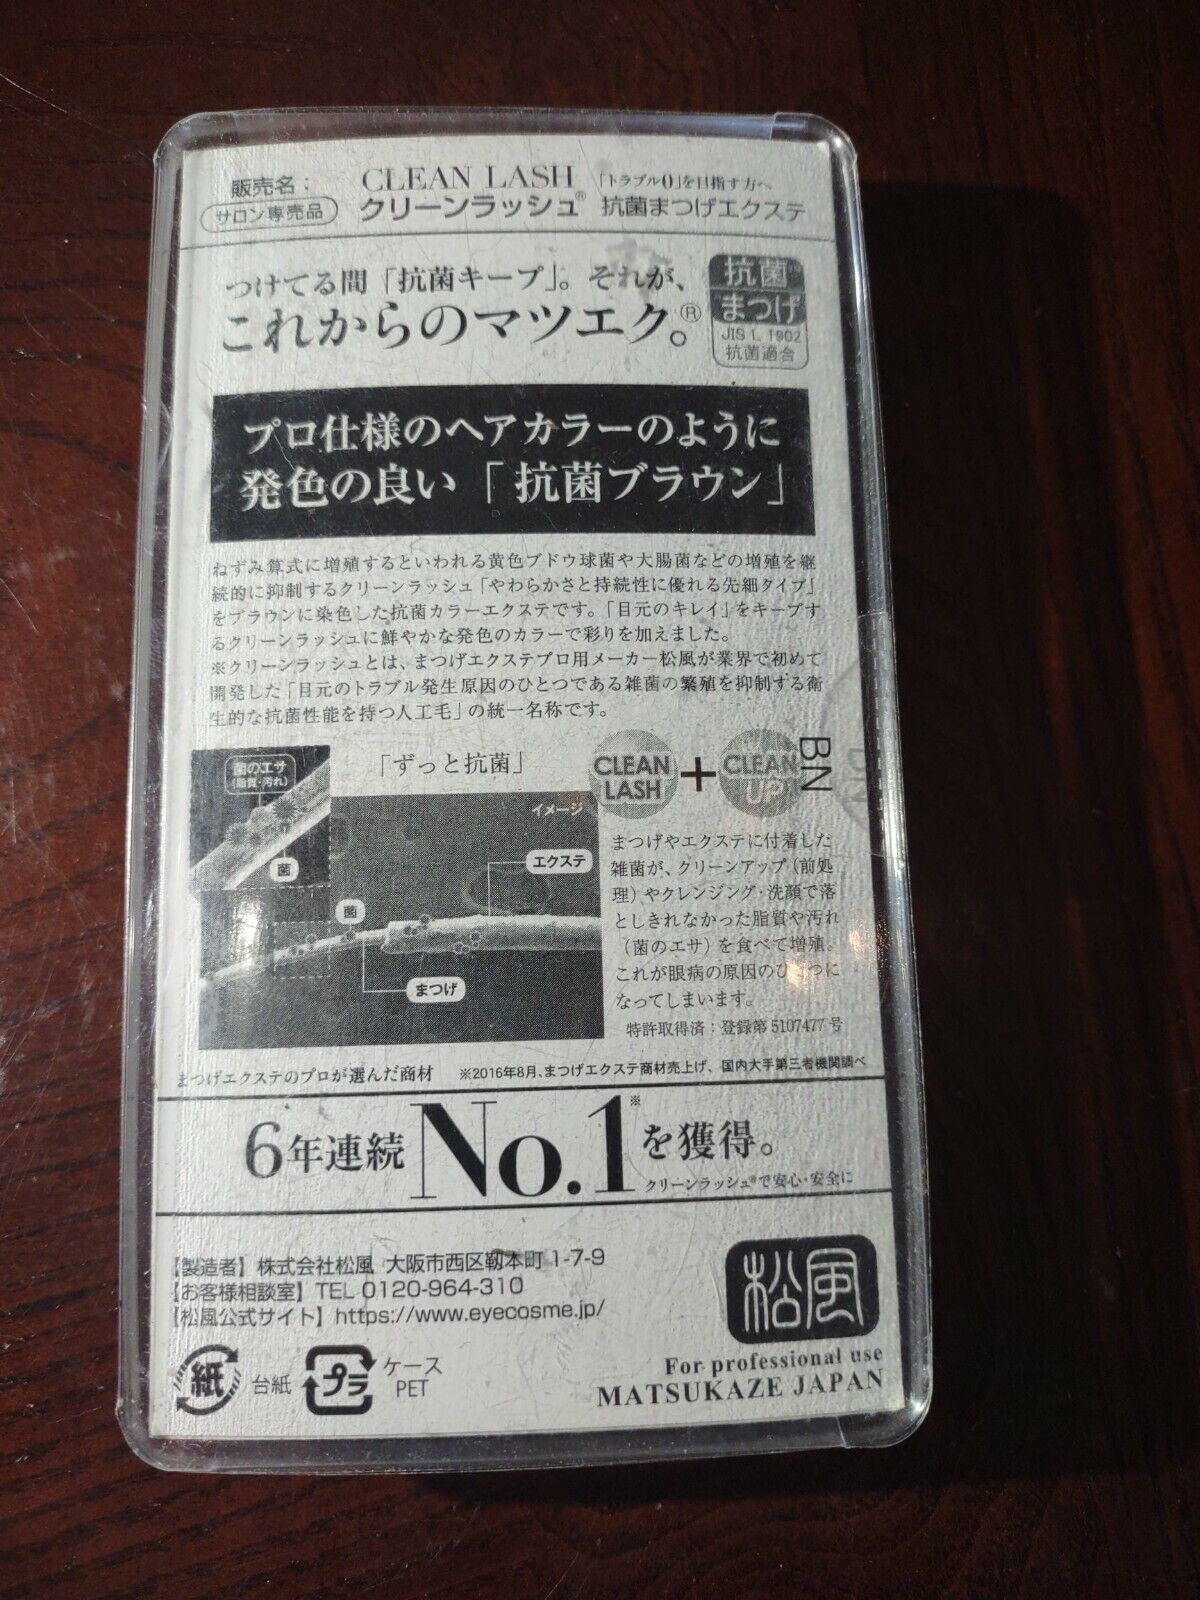 販売名：
サロン専売品
CLEAN LASH
クリーンラッシュ®
「トラブル0」を目指す方へ
抗菌まつげエクステ
つけてる間「抗菌キープ」。それが、
これからのマツエク。®
抗菌®
まつげ
JIS L 1902
抗菌適合
プロ仕様のヘアカラーのように
発色の良い「抗菌ブラウン」
ねずみ算式に増殖するといわれる黄色ブドウ球菌や大腸菌などの増殖を継
続的に抑制するクリーンラッシュ「やわらかさと持続性に優れる先細タイプ」
をブラウンに染色した抗菌カラーエクステです。「目元のキレイ」をキープす
るクリーンラッシュに鮮やかな発色のカラーで彩りを加えました。
※クリーンラッシュとは、まつげエクステプロ用メーカー松風が業界で初めて
開発した「目元のトラブル発生原因のひとつである雑菌の繁殖を抑制する衛
生的な抗菌性能を持つ人工毛」の統一名称です。
菌のエサ
(脂質・汚れ)
菌
「ずっと抗菌」
イメージ
エクステ
菌
まつげ
CLEAN
LASH
+
CLEAN
UP
BN
まつげやエクステに付着した
雑菌が、クリーンアップ（前処
理）やクレンジング・洗顔で落
としきれなかった脂質や汚れ
（菌のエサ）を食べて増殖。
これが眼病の原因のひとつに
なってしまいます。
特許取得済：登録第5107477号
まつげエクステのプロが選んだ商材
※2016年8月、まつげエクステ商材売上げ、国内大手第三者機関調べ
6年連続No.1※を獲得。
クリーンラッシュ®で安心・安全に
【製造者】株式会社松風 大阪市西区靱本町 1-7-9
【お客様相談室】TEL 0120-964-310
【松風公式サイト】https://www.eyecosme.jp/
紙
台紙
プラ
ケース
PET
松風
For professional use
MATSUKAZE JAPAN